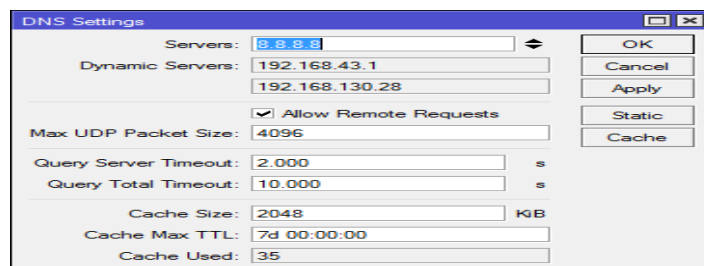 DNS Settings
Servers: 8.8.8.8 OK
Dynamic Servers: 192.168.43.1 Cancel
192.168.130.28 Apply
Allow Remote Requests Static
Max UDP Packet Size: 4096 Cache
Query Server Timeout: 2.000 s
Query Total Timeout: 10.000 s
Cache Size: 2048 KiB
Cache Max TTL: 7d 00:00:00
Cache Used: 35